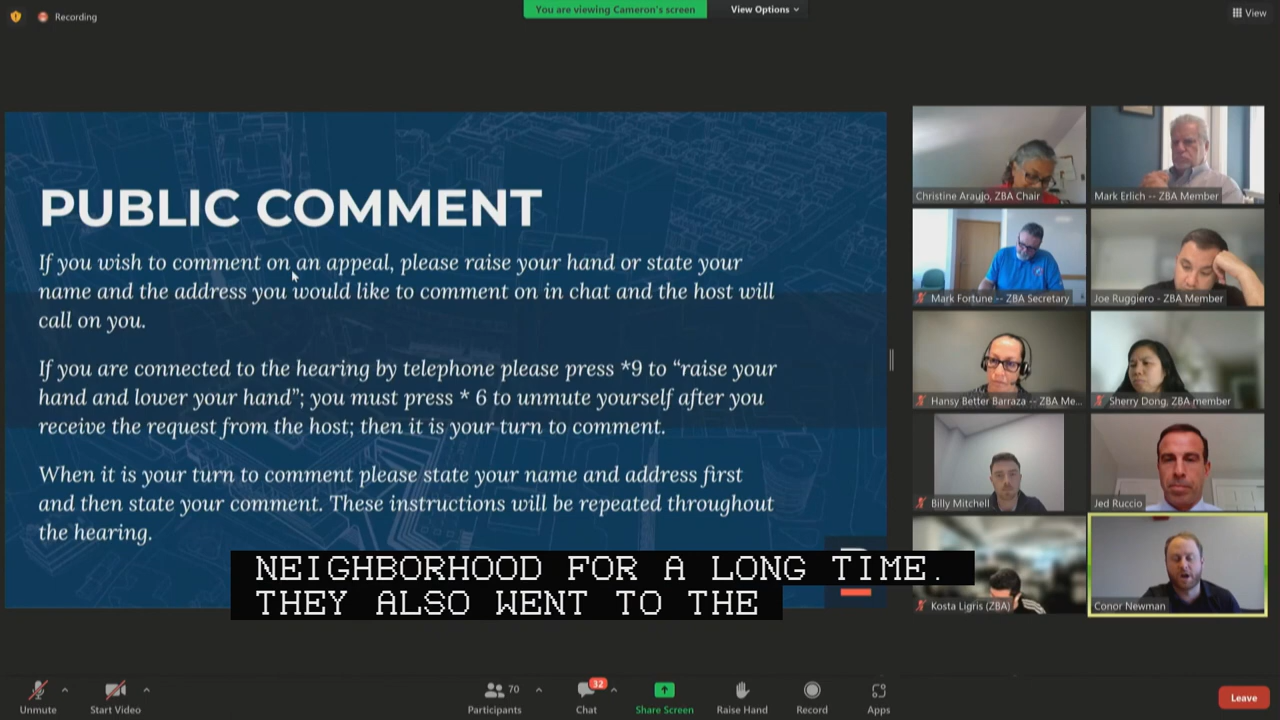 Recording
You are viewing Cameron's screen
View Options
View
PUBLIC COMMENT
If you wish to comment on an appeal, please raise your hand or state your
name and the address you would like to comment on in chat and the host will
call on you.
If you are connected to the hearing by telephone please press *9 to “raise your
hand and lower your hand”; you must press * 6 to unmute yourself after you
receive the request from the host; then it is your turn to comment.
When it is your turn to comment please state your name and address first
and then state your comment. These instructions will be repeated throughout
the hearing.
NEIGHBORHOOD FOR A LONG TIME.
THEY ALSO WENT TO THE
Christine Araujo, ZBA Chair
Mark Erlich -- ZBA Member
Mark Fortune -- ZBA Secretary
Joe Ruggiero - ZBA Member
Hansy Better Barraza -- ZBA Me...
Sherry Dong, ZBA member
Billy Mitchell
Jed Ruccio
Kosta Ligris (ZBA)
Conor Newman
Unmute
Start Video
Participants
70
Chat
32
Share Screen
Raise Hand
Record
Apps
Leave